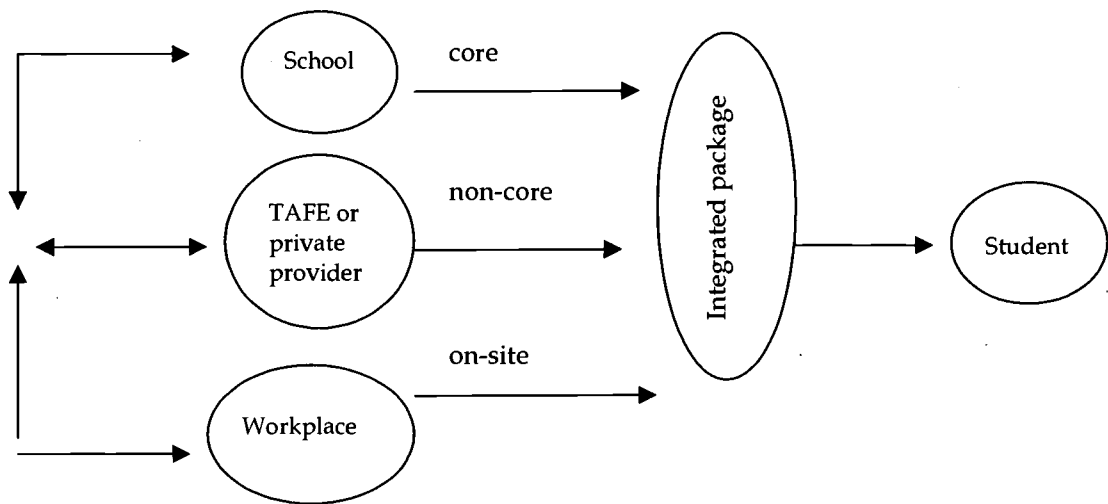 School
core
TAFE or
private
provider
non-core
Workplace
on-site
Integrated package
Student